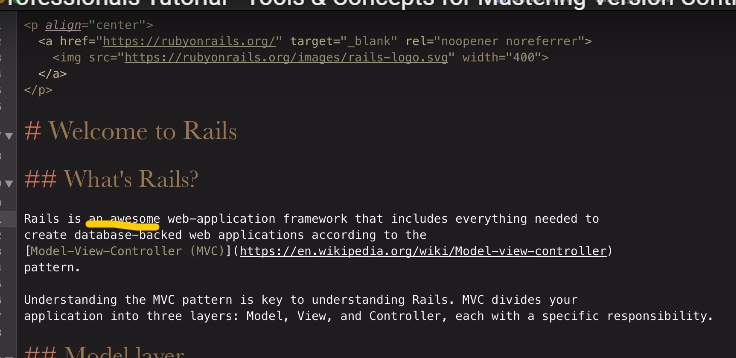 Professionals Tutorial - Tools & Concepts for Mastering Version Cont
<p align="center">
<a href="https://rubyonrails.org/" target="_blank" rel="noopener noreferrer">
<img src="https://rubyonrails.org/images/rails-logo.svg" width="400">
</a>
</p>
# Welcome to Rails
## What's Rails?
Rails is an awesome web-application framework that includes everything needed to
create database-backed web applications according to the
[Model-View-Controller (MVC)](https://en.wikipedia.org/wiki/Model-view-controller)
pattern.
Understanding the MVC pattern is key to understanding Rails. MVC divides your
application into three layers: Model, View, and Controller, each with a specific responsibility.
## Model layer